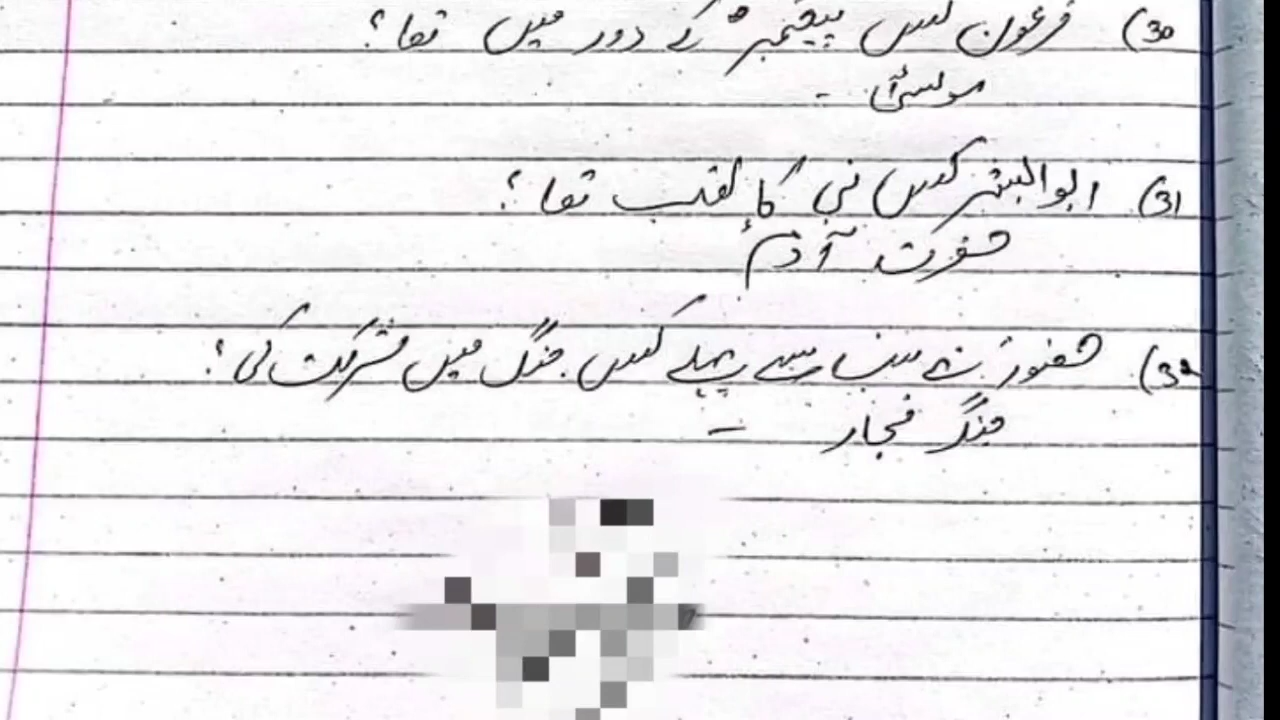 30) فرعون کس پیغمبرؑ کے دور میں تھا؟
موسیٰؑ ۔
31) ابوالبشر کس نبی کا لقب تھا؟
حضرت آدمؑ
32) حضورؐ نے سب سے پہلے کس جنگ میں شرکت کی؟
جنگ فجار ۔